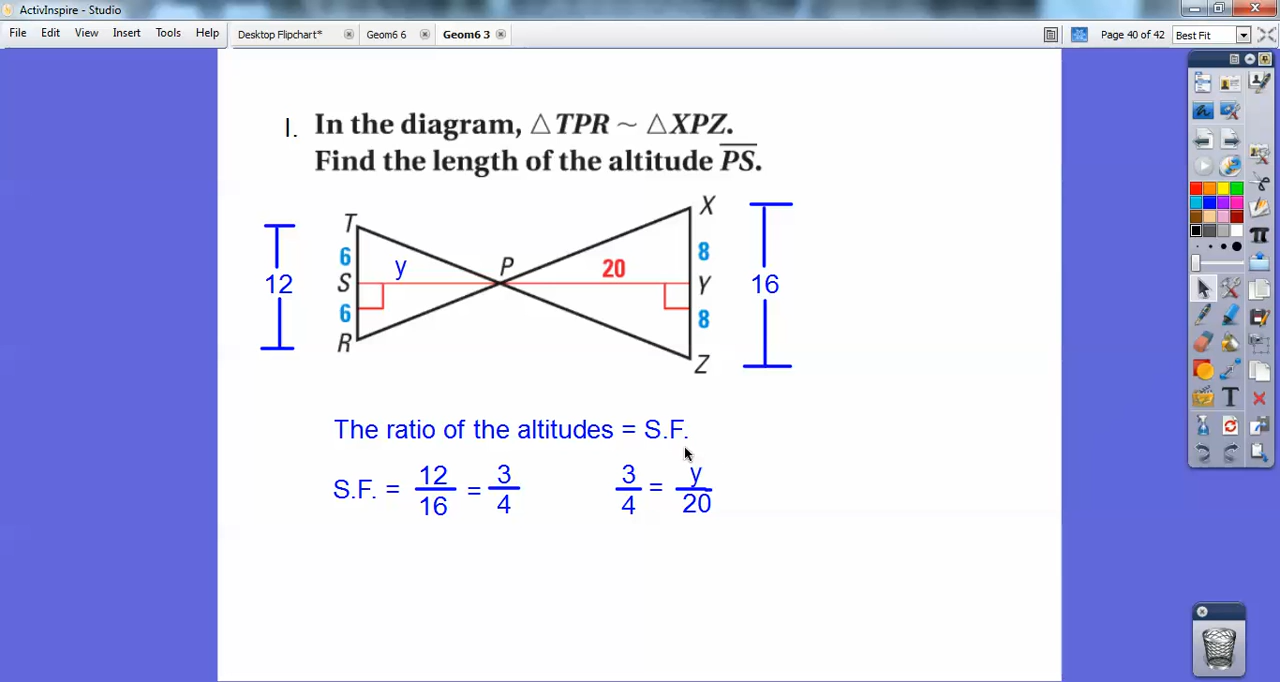 ActivInspire - Studio
File Edit View Insert Tools Help
Desktop Flipchart* Geom6 6 Geom6 3
Page 40 of 42 Best Fit
I. In the diagram, △TPR ~ △XPZ.
Find the length of the altitude P̅S̅.
T X
6 8
12 S y P 20 Y 16
6 8
R Z
The ratio of the altitudes = S.F.
S.F. = 12/16 = 3/4 3/4 = y/20